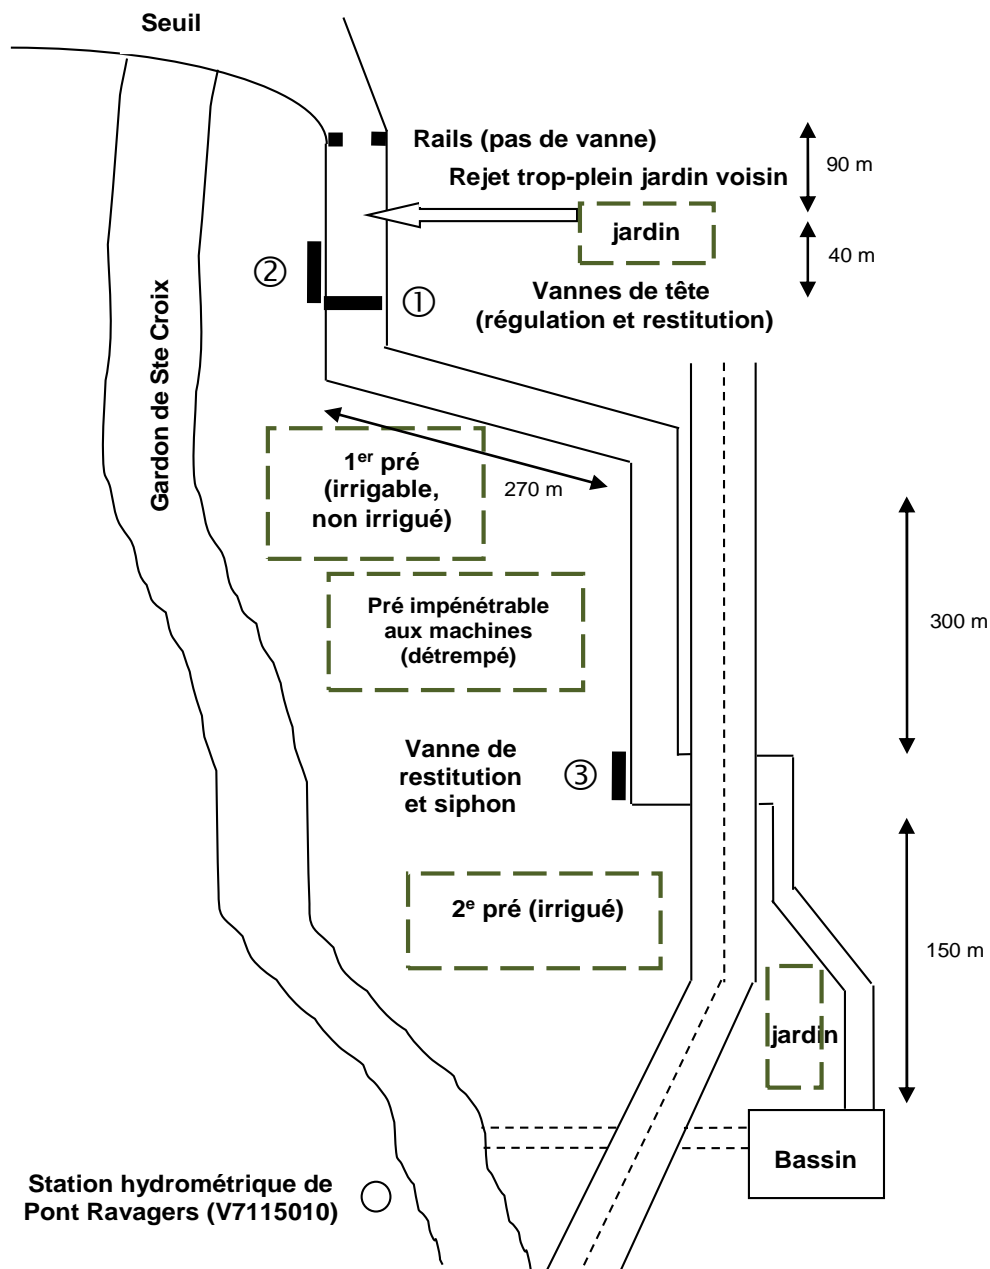 Seuil
Rails (pas de vanne)
90 m
Rejet trop-plein jardin voisin
jardin
40 m
②
①
Vannes de tête
(régulation et restitution)
Gardon de Ste Croix
1er pré
(irrigable,
non irrigué)
270 m
Pré impénétrable
aux machines
(détrempé)
300 m
Vanne de
restitution
et siphon
③
2e pré (irrigué)
150 m
jardin
Bassin
Station hydrométrique de
Pont Ravagers (V7115010)